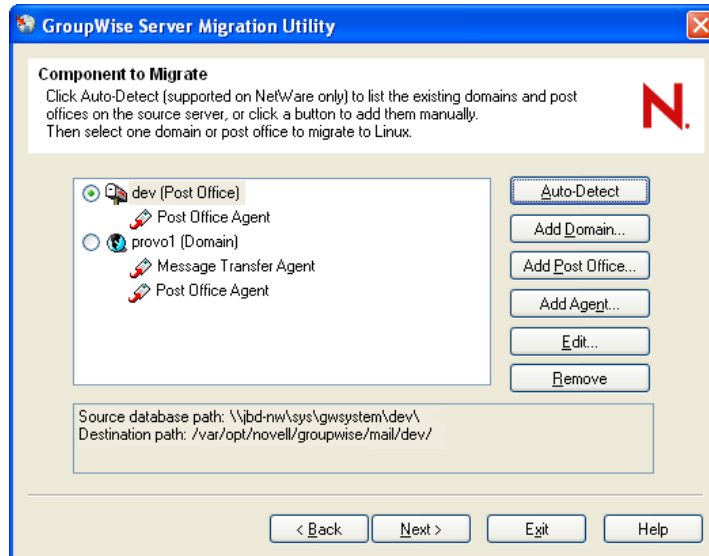 GroupWise Server Migration Utility
Component to Migrate
Click Auto-Detect (supported on NetWare only) to list the existing domains and post
offices on the source server, or click a button to add them manually.
Then select one domain or post office to migrate to Linux.
N.
dev (Post Office)
Post Office Agent
provo1 (Domain)
Message Transfer Agent
Post Office Agent
Auto-Detect
Add Domain...
Add Post Office...
Add Agent...
Edit...
Remove
Source database path: \\jbd-nw\sys\gwsystem\dev\
Destination path: /var/opt/novell/groupwise/mail/dev/
< Back
Next >
Exit
Help